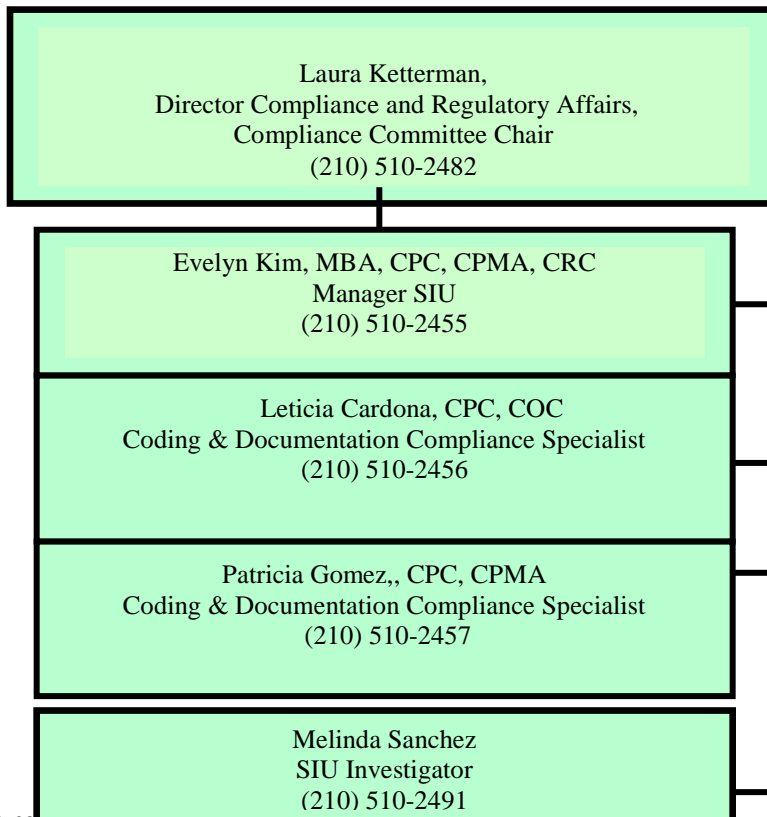 Laura Ketterman,
Director Compliance and Regulatory Affairs,
Compliance Committee Chair
(210) 510-2482
Evelyn Kim, MBA, CPC, CPMA, CRC
Manager SIU
(210) 510-2455
Leticia Cardona, CPC, COC
Coding & Documentation Compliance Specialist
(210) 510-2456
Patricia Gomez,, CPC, CPMA
Coding & Documentation Compliance Specialist
(210) 510-2457
Melinda Sanchez
SIU Investigator
(210) 510-2491